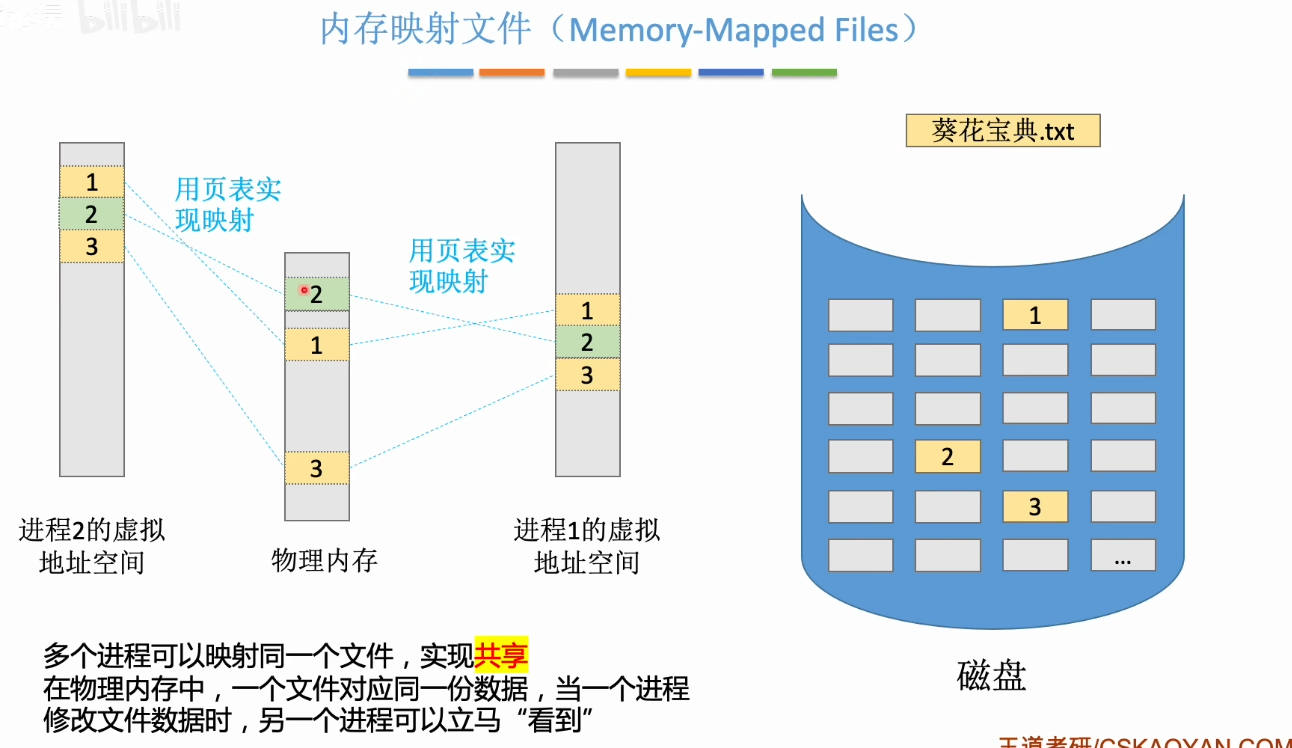 bilibili
内存映射文件（Memory-Mapped Files）
葵花宝典.txt
1
2
3
用页表实
现映射
2
1
3
用页表实
现映射
1
2
3
1
2
3
...
进程2的虚拟
地址空间
物理内存
进程1的虚拟
地址空间
磁盘
多个进程可以映射同一个文件，实现共享
在物理内存中，一个文件对应同一份数据，当一个进程
修改文件数据时，另一个进程可以立马“看到”
王道考研/CSKAOYAN.COM